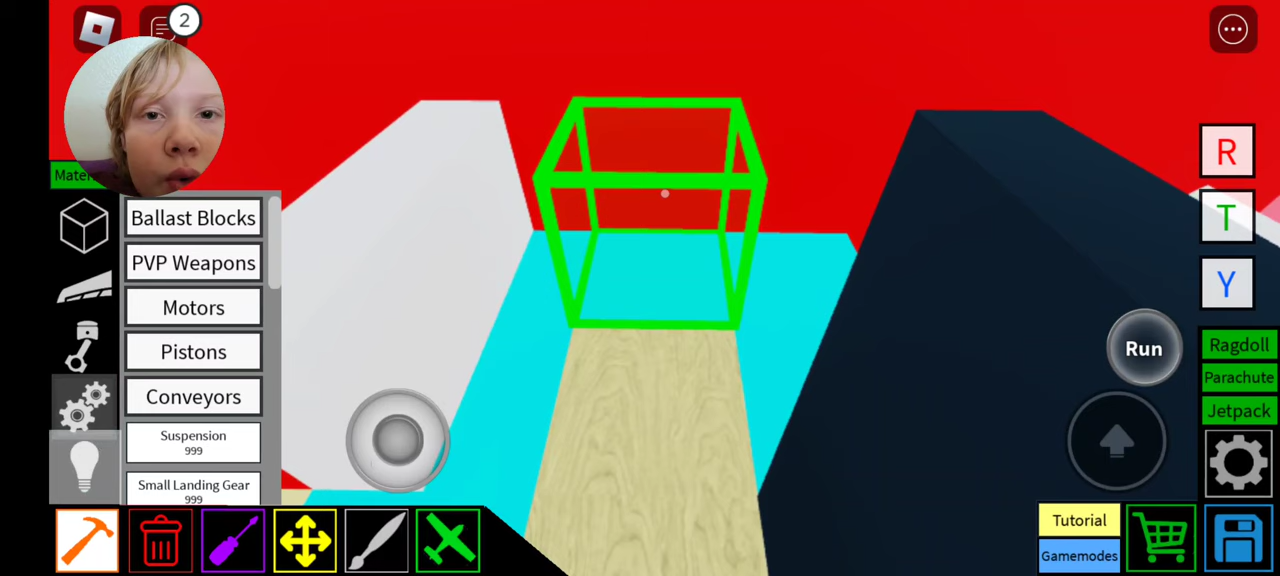 2
Mater
Ballast Blocks
PVP Weapons
Motors
Pistons
Conveyors
Suspension
999
Small Landing Gear
999
R
T
Y
Run
Ragdoll
Parachute
Jetpack
Tutorial
Gamemodes